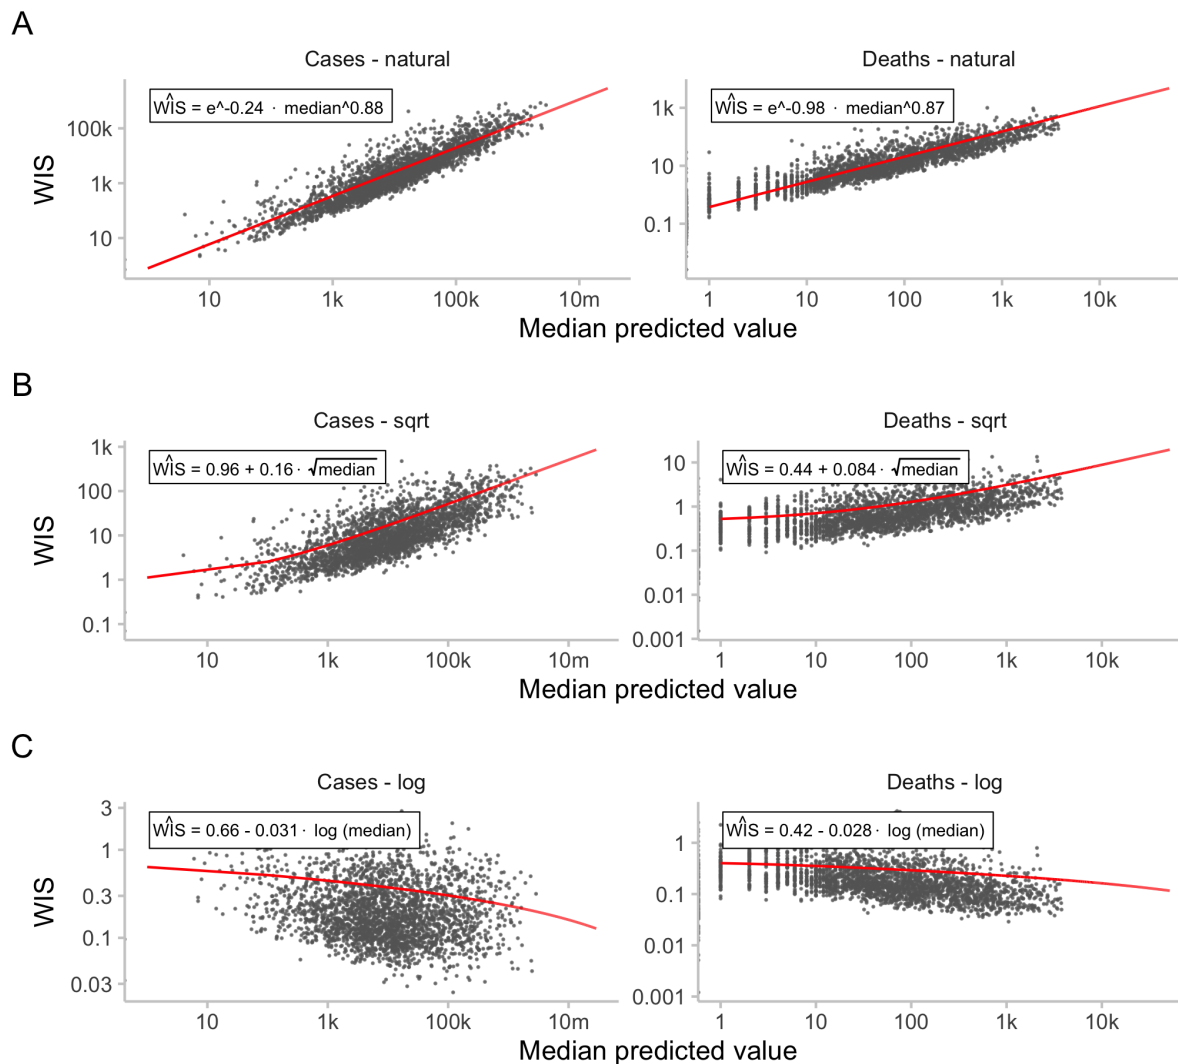 A
Cases - natural
Deaths - natural
WIS
100k
1k
10
ŴIS = e^-0.24 · median^0.88
10
1k
100k
10m
1k
10
0.1
ŴIS = e^-0.98 · median^0.87
1
10
100
1k
10k
Median predicted value
B
Cases - sqrt
Deaths - sqrt
WIS
1k
100
10
1
0.1
ŴIS = 0.96 + 0.16 · √median
10
1k
100k
10m
10
1
0.1
0.01
0.001
ŴIS = 0.44 + 0.084 · √median
1
10
100
1k
10k
Median predicted value
C
Cases - log
Deaths - log
WIS
3
1
0.3
0.1
0.03
ŴIS = 0.66 - 0.031 · log (median)
10
1k
100k
10m
1
0.1
0.01
0.001
ŴIS = 0.42 - 0.028 · log (median)
1
10
100
1k
10k
Median predicted value